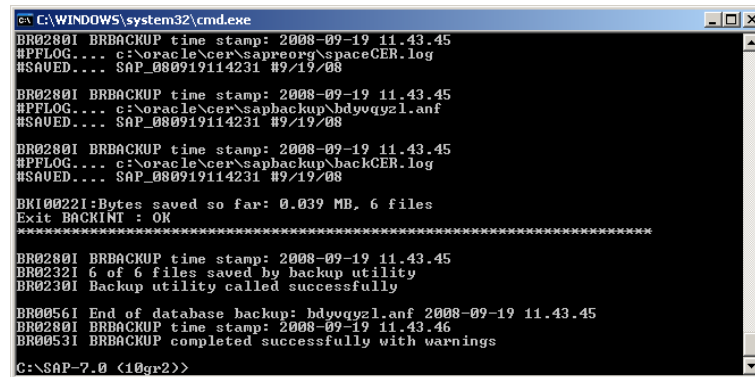 C:\WINDOWS\system32\cmd.exe
BR0280I BRBACKUP time stamp: 2008-09-19 11.43.45
#PFLOG.... c:\oracle\cer\sapreorg\spaceCER.log
#SAVED.... SAP_080919114231 #9/19/08
BR0280I BRBACKUP time stamp: 2008-09-19 11.43.45
#PFLOG.... c:\oracle\cer\sapbackup\bdyvqyzl.anf
#SAVED.... SAP_080919114231 #9/19/08
BR0280I BRBACKUP time stamp: 2008-09-19 11.43.45
#PFLOG.... c:\oracle\cer\sapbackup\backCER.log
#SAVED.... SAP_080919114231 #9/19/08
BKI0022I:Bytes saved so far: 0.039 MB, 6 files
Exit BACKINT : OK
***********************************************************************
BR0280I BRBACKUP time stamp: 2008-09-19 11.43.45
BR0232I 6 of 6 files saved by backup utility
BR0230I Backup utility called successfully
BR0056I End of database backup: bdyvqyzl.anf 2008-09-19 11.43.45
BR0280I BRBACKUP time stamp: 2008-09-19 11.43.46
BR0053I BRBACKUP completed successfully with warnings
C:\SAP-7.0 (10gr2)>